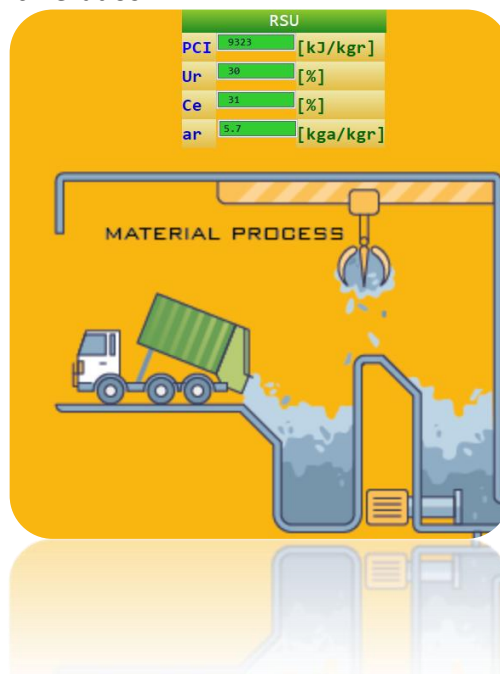 RSU
PCI 9323 [kJ/kgr]
Ur 30 [%]
Ce 31 [%]
ar 5.7 [kga/kgr]
MATERIAL PROCESS